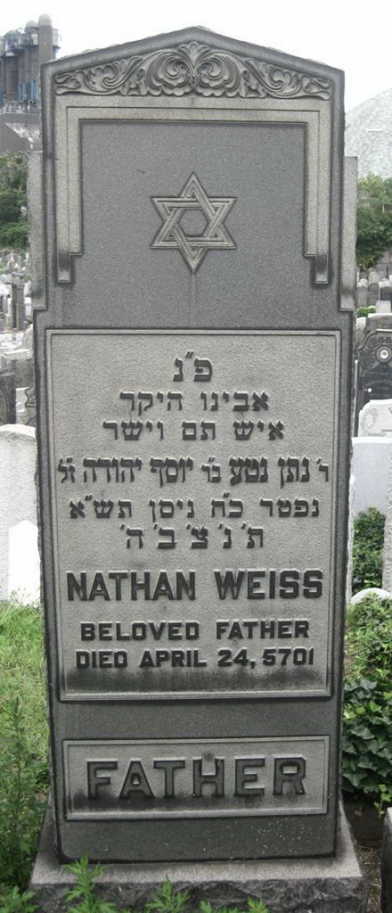 פ״נ
אבינו היקר
איש תם וישר
ר׳ נתן נטע ב״ר יוסף יהודה ז״ל
נפטר כ״ח ניסן תש״א
ת׳ נ׳ צ׳ ב׳ ה׳
NATHAN WEISS
BELOVED FATHER
DIED APRIL 24, 5701
FATHER